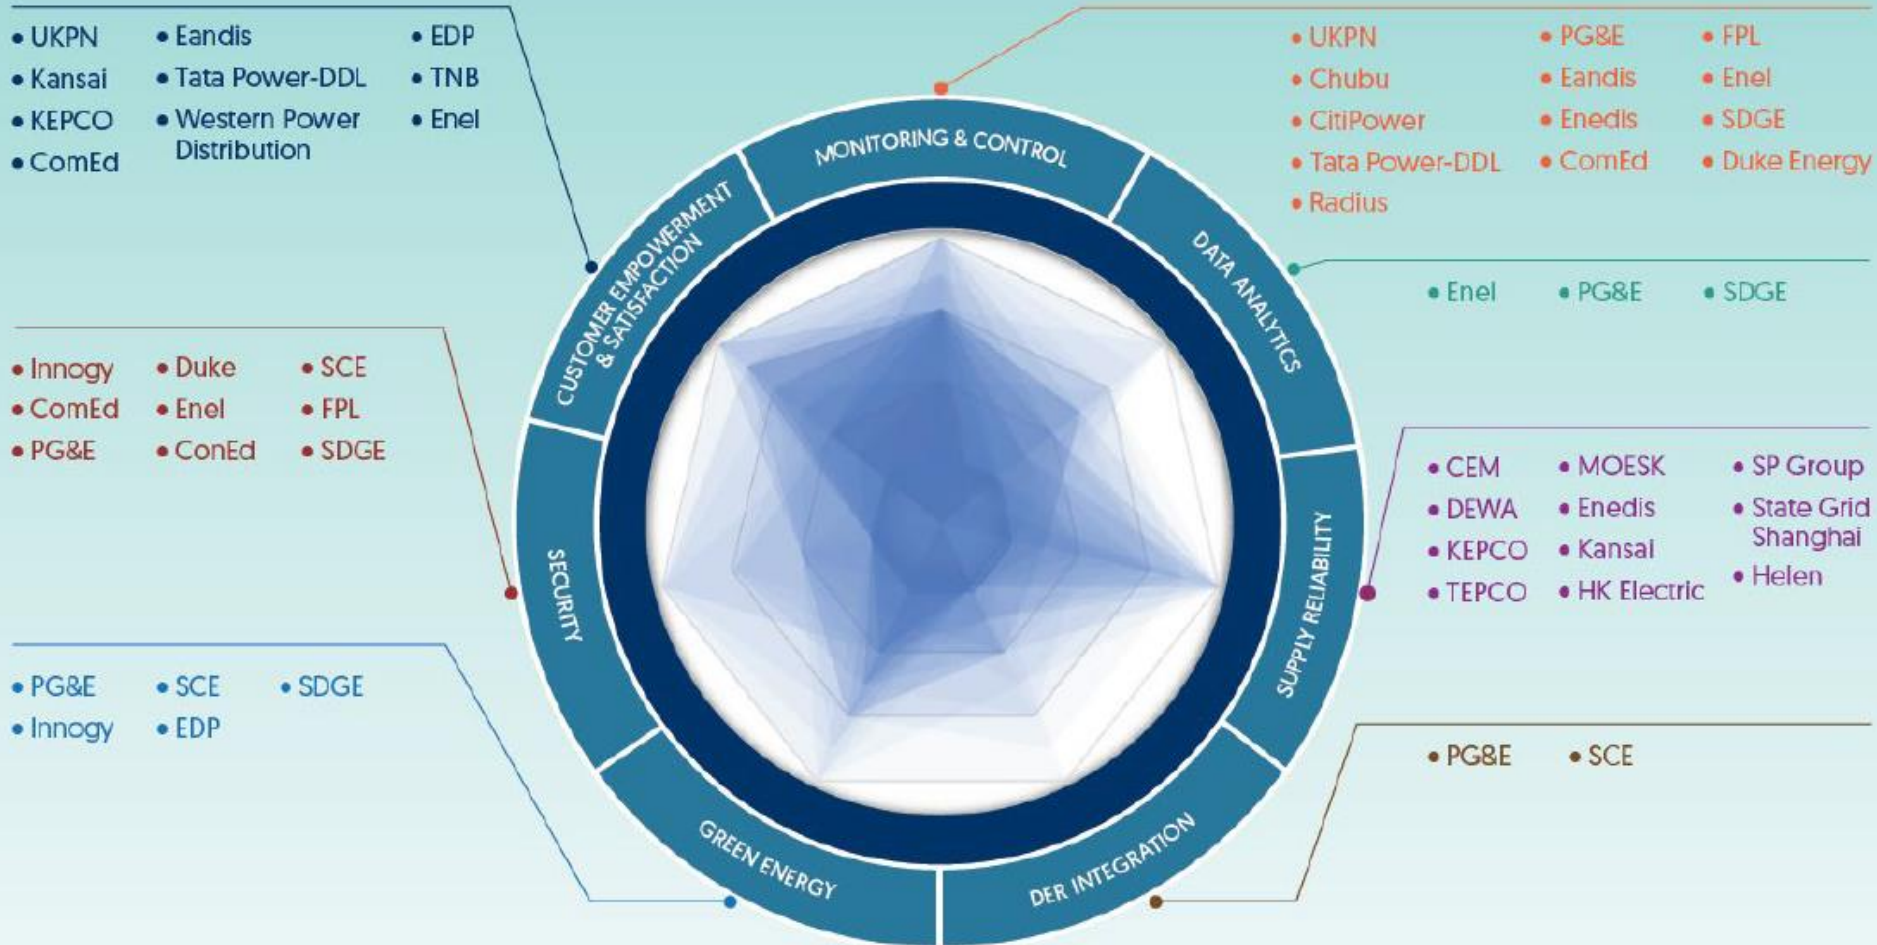 • UKPN
• Kansai
• KEPCO
• ComEd
• Eandis
• Tata Power-DDL
• Western Power
Distribution
• EDP
• TNB
• Enel
• UKPN
• Chubu
• CitiPower
• Tata Power-DDL
• Radius
• PG&E
• Eandis
• Enedis
• ComEd
• FPL
• Enel
• SDGE
• Duke Energy
MONITORING & CONTROL
CUSTOMER EMPOWERMENT
& SATISFACTION
DATA ANALYTICS
• Enel
• PG&E
• SDGE
• Innogy
• ComEd
• PG&E
• Duke
• Enel
• ConEd
• SCE
• FPL
• SDGE
SECURITY
SUPPLY RELIABILITY
• CEM
• DEWA
• KEPCO
• TEPCO
• MOESK
• Enedis
• Kansai
• HK Electric
• SP Group
• State Grid
Shanghai
• Helen
• PG&E
• Innogy
• SCE
• EDP
• SDGE
GREEN ENERGY
DER INTEGRATION
• PG&E
• SCE